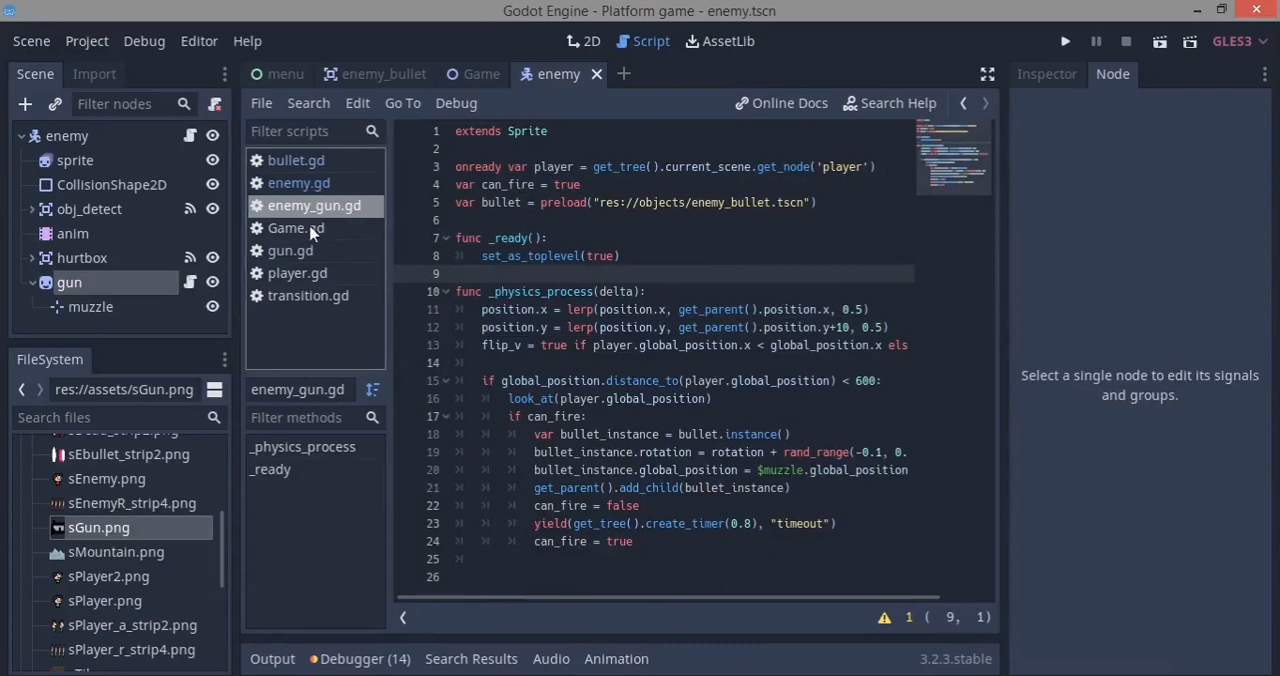 Godot Engine - Platform game - enemy.tscn
Scene Project Debug Editor Help
2D Script AssetLib
GLES3
Scene Import
menu enemy_bullet Game enemy
Inspector Node
Filter nodes
File Search Edit Go To Debug
Online Docs Search Help
enemy
sprite
CollisionShape2D
obj_detect
anim
hurtbox
gun
muzzle
FileSystem
res://assets/sGun.png
Search files
sEbullet_strip2.png
sEnemy.png
sEnemyR_strip4.png
sGun.png
sMountain.png
sPlayer2.png
sPlayer.png
sPlayer_a_strip2.png
sPlayer_r_strip4.png
Filter scripts
bullet.gd
enemy.gd
enemy_gun.gd
Game.gd
gun.gd
player.gd
transition.gd
enemy_gun.gd
Filter methods
_physics_process
_ready
1 extends Sprite
2
3 onready var player = get_tree().current_scene.get_node('player')
4 var can_fire = true
5 var bullet = preload("res://objects/enemy_bullet.tscn")
6
7 func _ready():
8 set_as_toplevel(true)
9
10 func _physics_process(delta):
11 position.x = lerp(position.x, get_parent().position.x, 0.5)
12 position.y = lerp(position.y, get_parent().position.y+10, 0.5)
13 flip_v = true if player.global_position.x < global_position.x els
14
15 if global_position.distance_to(player.global_position) < 600:
16 look_at(player.global_position)
17 if can_fire:
18 var bullet_instance = bullet.instance()
19 bullet_instance.rotation = rotation + rand_range(-0.1, 0.
20 bullet_instance.global_position = $muzzle.global_position
21 get_parent().add_child(bullet_instance)
22 can_fire = false
23 yield(get_tree().create_timer(0.8), "timeout")
24 can_fire = true
25
26
1 ( 9, 1)
Select a single node to edit its signals
and groups.
Output Debugger (14) Search Results Audio Animation
3.2.3.stable